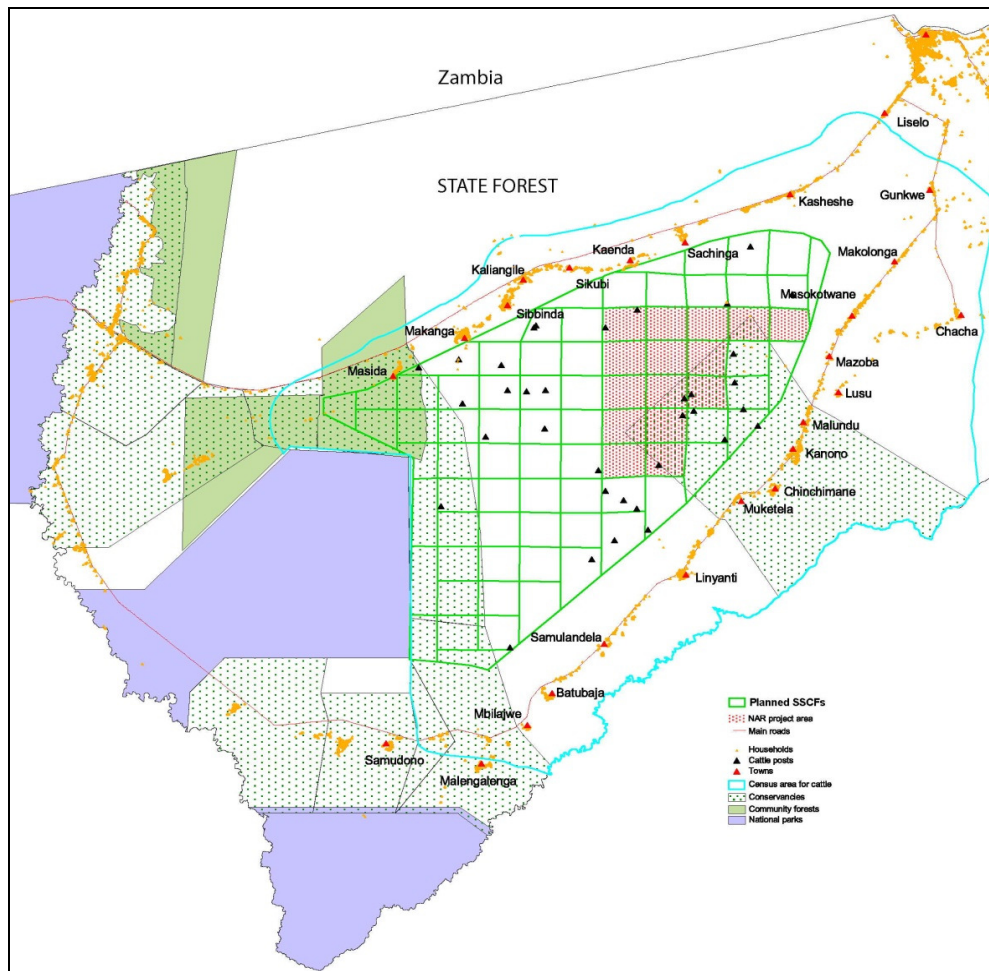 Zambia
Liselo
STATE FOREST
Kasheshe
Gunkwe
Sachinga
Kaenda
Makolonga
Kaliangile
Sikubi
Masokotwane
Sibbinda
Chacha
Makanga
Mazoba
Masida
Lusu
Malundu
Kanono
Chinchimane
Muketela
Linyanti
Samulandela
Batubaja
Mbilajwe
Samudono
Malengalenga
Planned SSCFs
NAR project area
Main roads
Households
Cattle posts
Towns
Census area for cattle
Conservancies
Community forests
National parks